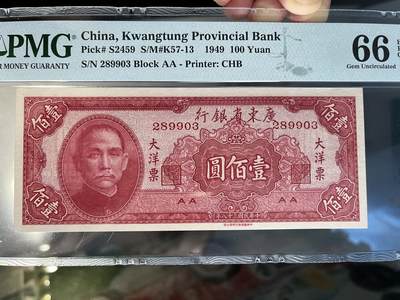 PMG
China, Kwangtung Provincial Bank
Pick# S2459 S/M#K57-13 1949 100 Yuan
S/N 289903 Block AA - Printer: CHB
66
Gem Uncirculated
行銀省東廣
289903 289903
佰壹 佰壹
大洋票 圓佰壹 大洋票
AA AA
佰壹 佰壹